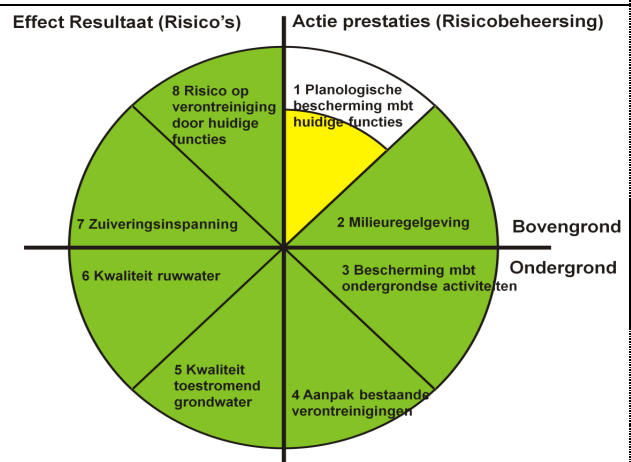 Effect Resultaat (Risico's)
Actie prestaties (Risicobeheersing)
8 Risico op
verontreiniging
door huidige
functies
1 Planologische
bescherming mbt
huidige functies
7 Zuiveringsinspanning
2 Milieuregelgeving
Bovengrond
6 Kwaliteit ruwwater
3 Bescherming mbt
ondergrondse activiteiten
Ondergrond
5 Kwaliteit
toestromend
grondwater
4 Aanpak bestaande
verontreinigingen